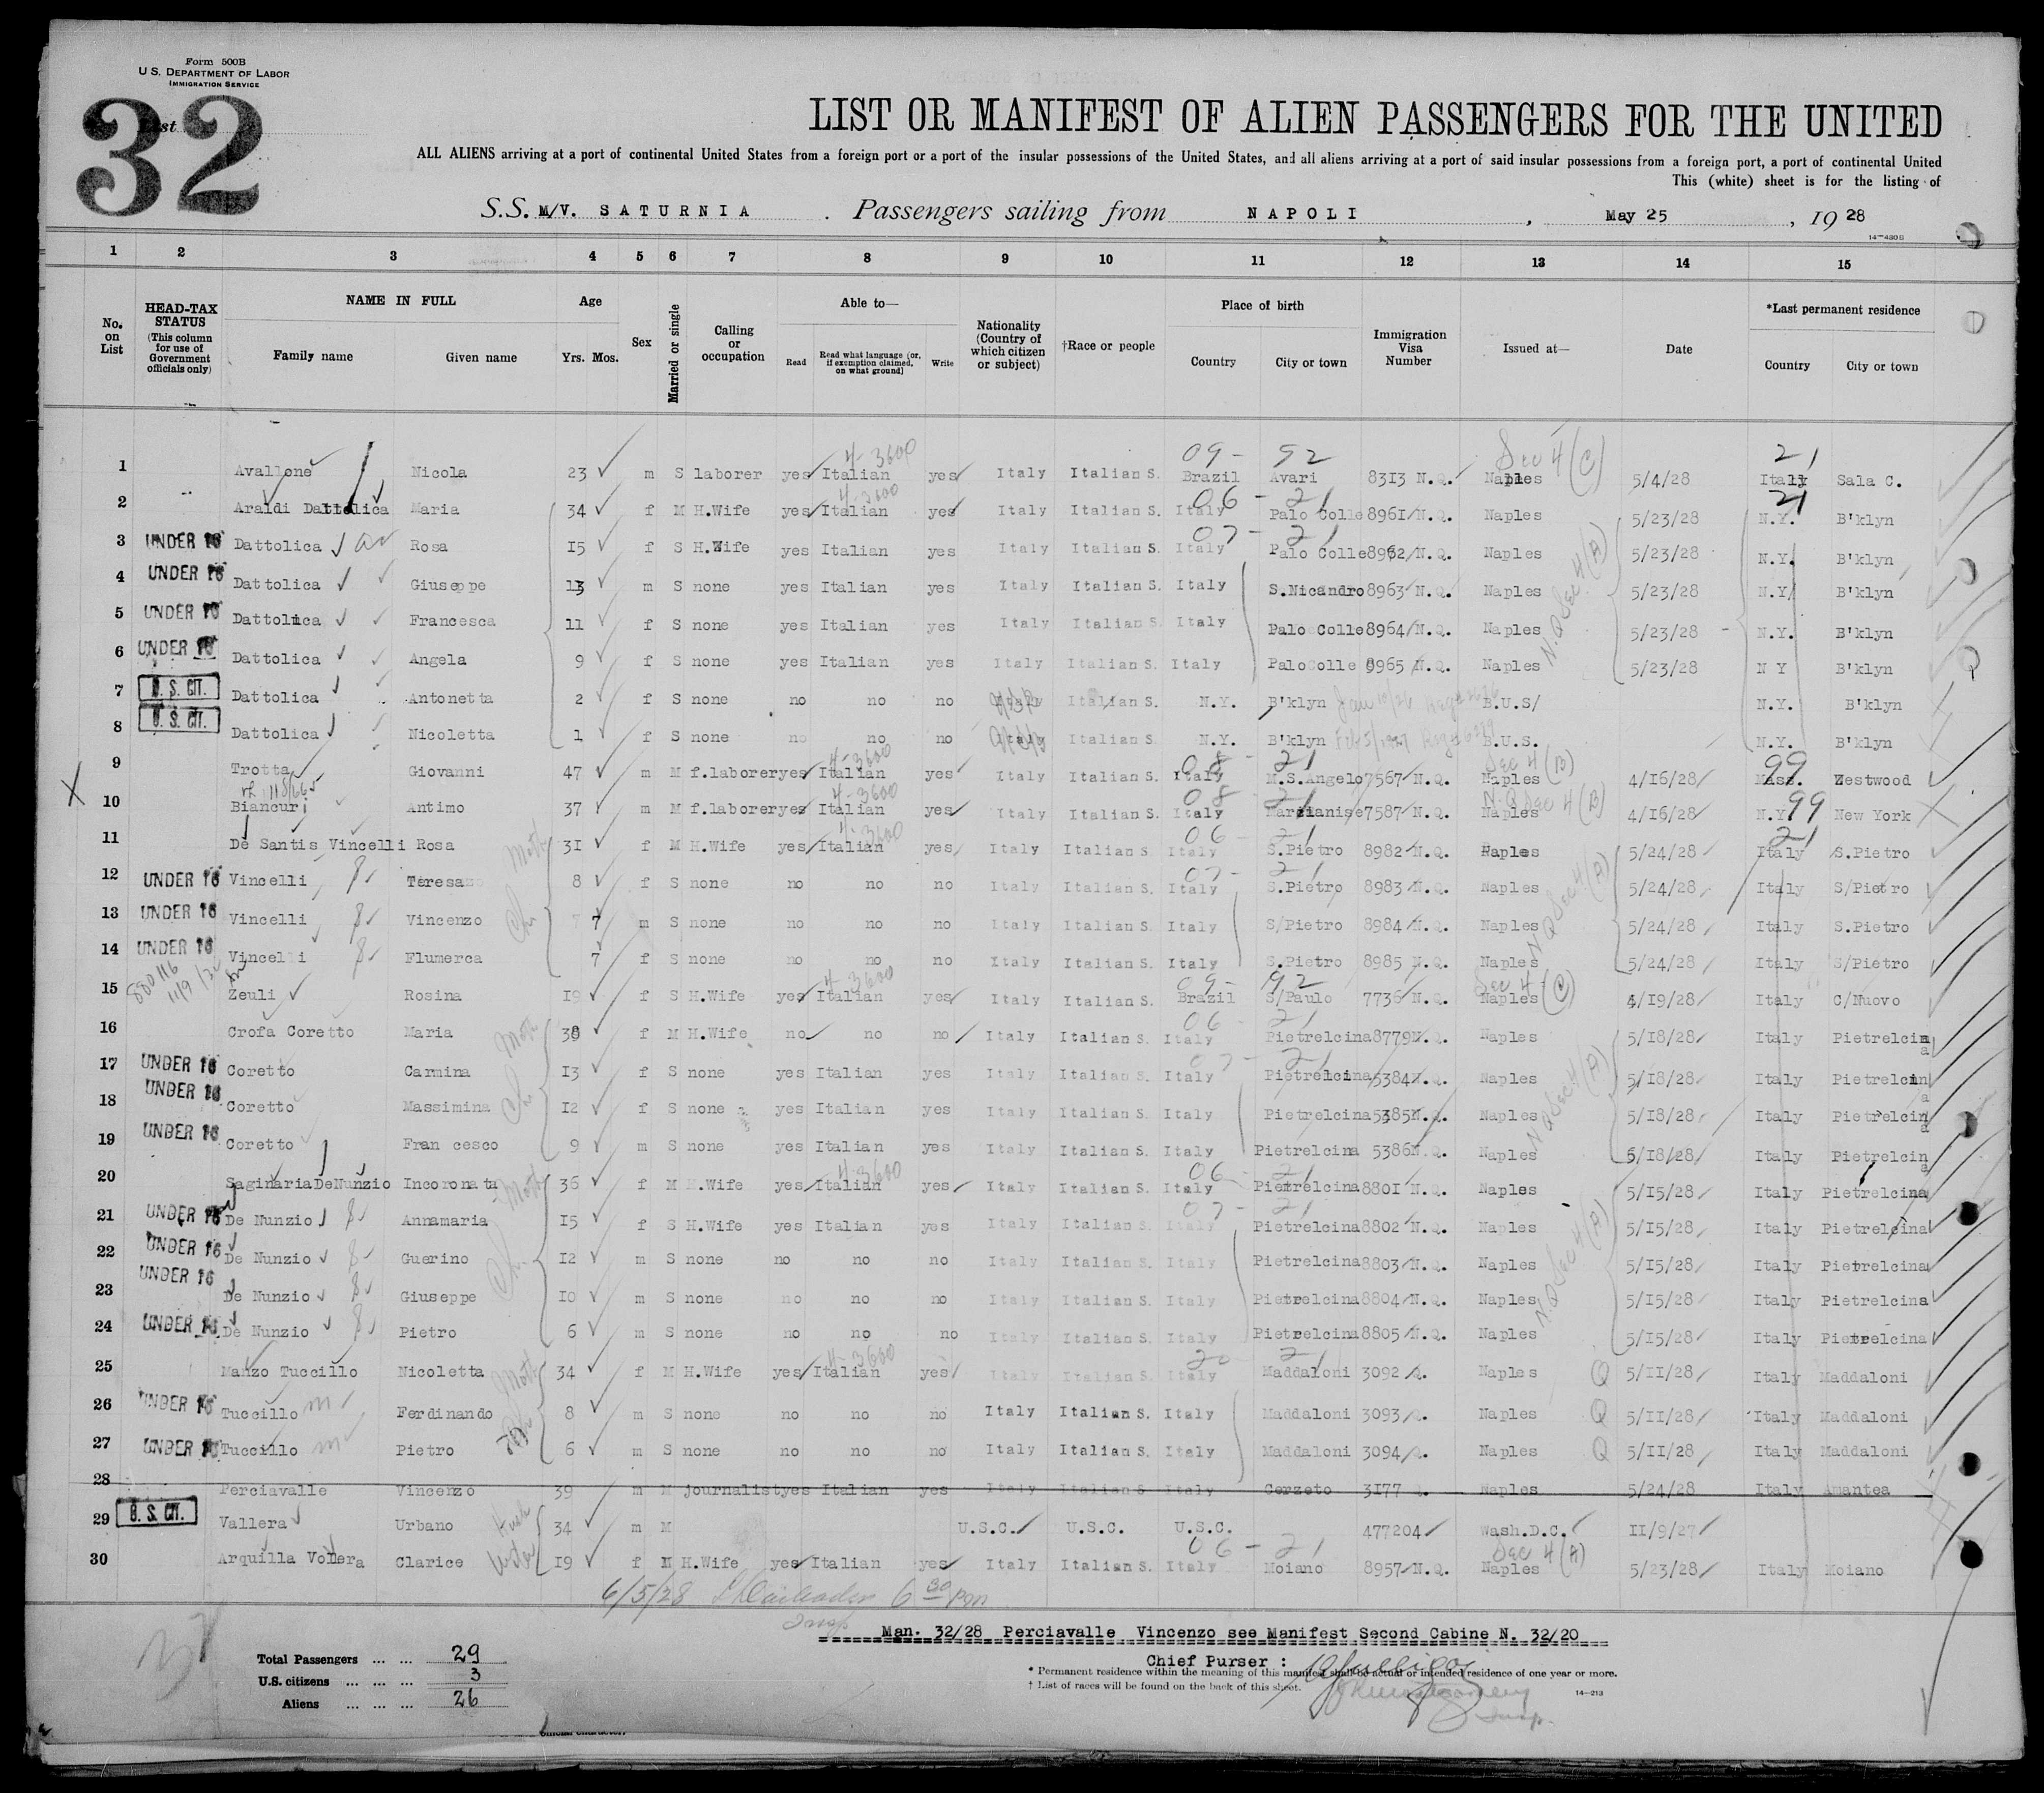 Form 500B
U. S. DEPARTMENT OF LABOR
IMMIGRATION SERVICE
32
LIST OR MANIFEST OF ALIEN PASSENGERS FOR THE UNITED
ALL ALIENS arriving at a port of continental United States from a foreign port or a port of the insular possessions of the United States, and all aliens arriving at a port of said insular possessions from a foreign port, a port of continental United
This (white) sheet is for the listing of
S.S. M/V. SATURNIA . Passengers sailing from NAPOLI , May 25 , 19 28
14—430 B
1 2 3 4 5 6 7 8 9 10 11 12 13 14 15
No. on List HEAD-TAX STATUS (This column for use of Government officials only) NAME IN FULL Family name Given name Age Yrs. Mos. Sex Married or single Calling or occupation Able to— Read Read what language (or, if exemption claimed, on what ground) Write Nationality (Country of which citizen or subject) †Race or people Place of birth Country City or town Immigration Visa Number Issued at— Date *Last permanent residence Country City or town
1 Avallone Nicola 23 m S laborer yes Italian yes Italy Italian S. Brazil Avari 8313 N.Q. Naples 5/4/28 Italy Sala C.
2 Araldi Dattolica Maria 34 f M H.Wife yes Italian yes Italy Italian S. Italy Palo Colle 8961 N.Q. Naples 5/23/28 N.Y. B'klyn
3 UNDER 16 Dattolica Rosa 15 f S H.Wife yes Italian yes Italy Italian S. Italy Palo Colle 8962 N.Q. Naples 5/23/28 N.Y. B'klyn
4 UNDER 16 Dattolica Giuseppe 13 m S none yes Italian yes Italy Italian S. Italy S.Nicandro 8963 N.Q. Naples 5/23/28 N.Y. B'klyn
5 UNDER 16 Dattolica Francesca 11 f S none yes Italian yes Italy Italian S. Italy Palo Colle 8964 N.Q. Naples 5/23/28 N.Y. B'klyn
6 UNDER 16 Dattolica Angela 9 f S none yes Italian yes Italy Italian S. Italy Palo Colle 8965 N.Q. Naples 5/23/28 N Y B'klyn
7 U. S. CIT. Dattolica Antonetta 2 f S none no no no Italian S. N.Y. B'klyn B.U.S/ N.Y. B'klyn
8 U. S. CIT. Dattolica Nicoletta 1 f S none no no no Italian S. N.Y. B'klyn B.U.S. N.Y. B'klyn
9 Trotta Giovanni 47 m M f.laborer yes Italian yes Italy Italian S. Italy M.S.Angelo 7567 N.Q. Naples 4/16/28 Mass. Westwood
10 Biancuri Antimo 37 m M f.laborer yes Italian yes Italy Italian S. Italy Marcianise 7587 N.Q. Naples 4/16/28 N.Y. New York
11 De Santis Vincelli Rosa 31 f M H.Wife yes Italian yes Italy Italian S Italy S.Pietro 8982 N.Q. Naples 5/24/28 Italy S.Pietro
12 UNDER 16 Vincelli Teresa 8 f S none no no no Italy Italian S. Italy S.Pietro 8983 N.Q. Naples 5/24/28 Italy S/Pietro
13 UNDER 16 Vincelli Vincenzo 7 m S none no no no Italy Italian S. Italy S/Pietro 8984 N.Q. Naples 5/24/28 Italy S.Pietro
14 UNDER 16 Vincelli Flumerca 7 f S none no no no Italy Italian S. Italy S.Pietro 8985 N.Q. Naples 5/24/28 Italy S/Pietro
15 Zeuli Rosina 19 f S H.Wife yes Italian yes Italy Italian S. Brazil S/Paulo 7736 N.Q. Naples 4/19/28 Italy C/Nuovo
16 Crofa Coretto Maria 38 f M H.Wife no no no Italy Italian S. Italy Pietrelcina 8779 N.Q. Naples 5/18/28 Italy Pietrelcina
17 UNDER 16 Coretto Carmina 13 f S none yes Italian yes Italy Italian S. Italy Pietrelcina 5384 N.Q. Naples 5/18/28 Italy Pietrelcina
18 UNDER 16 Coretto Massimina 12 f S none yes Italian yes Italy Italian S. Italy Pietrelcina 5385 N.Q. Naples 5/18/28 Italy Pietrelcina
19 UNDER 16 Coretto Fran cesco 9 m S none yes Italian yes Italy Italian S. Italy Pietrelcina 5386 N.Q. Naples 5/18/28 Italy Pietrelcina
20 Saginaria De Nunzio Incoronata 36 f M H.Wife yes Italian yes Italy Italian S. Italy Pietrelcina 8801 N.Q. Naples 5/15/28 Italy Pietrelcina
21 UNDER 16 De Nunzio Annamaria 15 f S H.Wife yes Italian yes Italy Italian S. Italy Pietrelcina 8802 N.Q. Naples 5/15/28 Italy Pietrelcina
22 UNDER 16 De Nunzio Guerino 12 m S none no no no Italy Italian S. Italy Pietrelcina 8803 N.Q. Naples 5/15/28 Italy Pietrelcina
23 UNDER 16 De Nunzio Giuseppe 10 m S none no no no Italy Italian S. Italy Pietrelcina 8804 N.Q. Naples 5/15/28 Italy Pietrelcina
24 UNDER 16 De Nunzio Pietro 6 m S none no no no Italy Italian S. Italy Pietrelcina 8805 N.Q. Naples 5/15/28 Italy Pietrelcina
25 Manzo Tuccillo Nicoletta 34 f M H.Wife yes Italian yes Italy Italian S. Italy Maddaloni 3092 Q. Naples Q 5/11/28 Italy Maddaloni
26 UNDER 16 Tuccillo Ferdinando 8 m S none no no no Italy Italian S. Italy Maddaloni 3093 Q. Naples Q 5/11/28 Italy Maddaloni
27 UNDER 16 Tuccillo Pietro 6 m S none no no no Italy Italian S. Italy Maddaloni 3094 Q. Naples Q 5/11/28 Italy Maddaloni
28 Perciavalle Vincenzo 39 m M journalist yes Italian yes Italy Italian S Italy Cerzeto 3177 Q. Naples 5/24/28 Italy Amantea
29 U. S. CIT. Vallera Urbano 34 m M U.S.C. U.S.C. U.S.C. 477204 Wash.D.C. 11/9/27
30 Arquilla Vollera Clarice 19 f M H.Wife yes Italian yes Italy Italian S. Italy Moiano 8957 N.Q. Naples 5/23/28 Italy Moiano
6/5/28 6 30 pm
Man. 32/28 Perciavalle Vincenzo see Manifest Second Cabine N. 32/20
Chief Purser :
Total Passengers ... ... 29
U.S. citizens ... ... ... 3
Aliens ... ... ... 26
* Permanent residence within the meaning of this manifest shall be actual or intended residence of one year or more.
† List of races will be found on the back of this sheet.
14—213